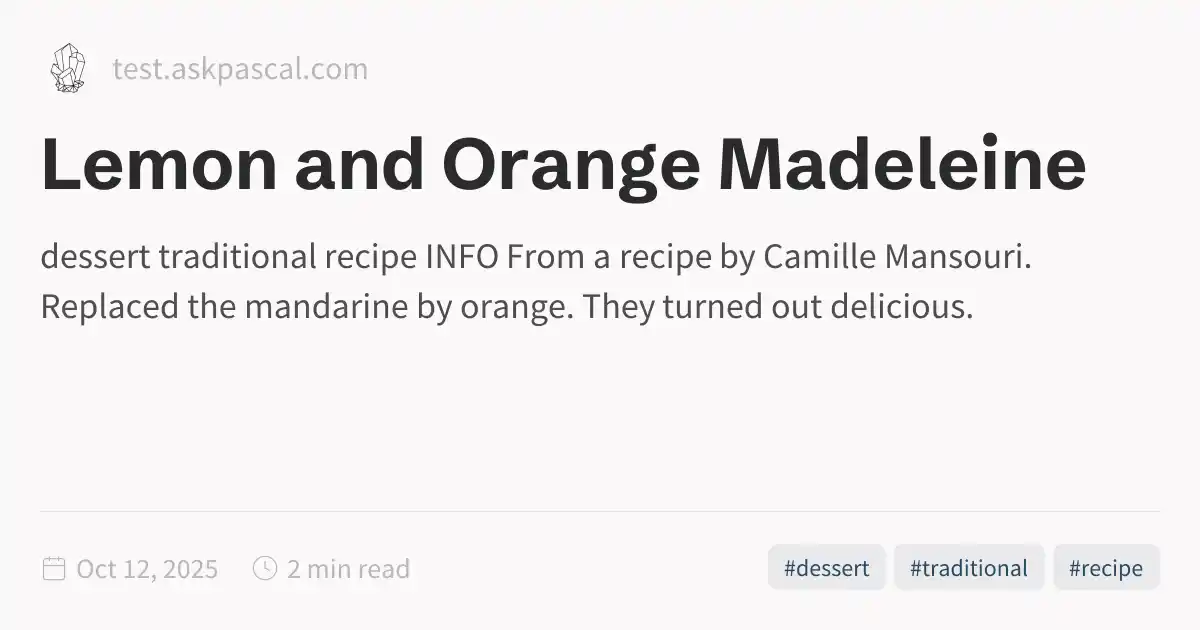 test.askpascal.com
Lemon and Orange Madeleine
dessert traditional recipe INFO From a recipe by Camille Mansouri.
Replaced the mandarine by orange. They turned out delicious.
Oct 12, 2025 2 min read #dessert #traditional #recipe